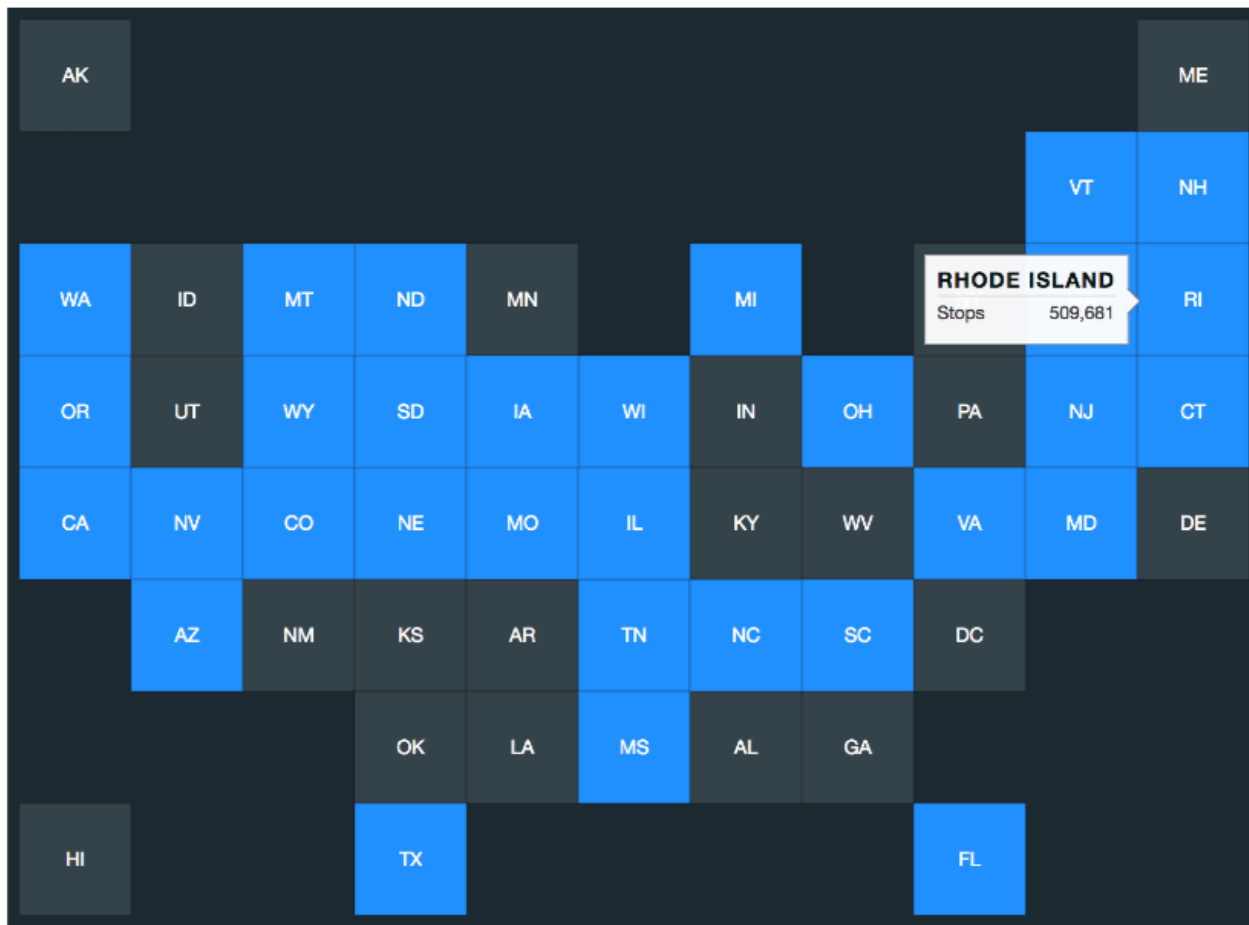 AK ME
VT NH
WA ID MT ND MN MI RI
RHODE ISLAND
Stops 509,681
OR UT WY SD IA WI IN OH PA NJ CT
CA NV CO NE MO IL KY WV VA MD DE
AZ NM KS AR TN NC SC DC
OK LA MS AL GA
HI TX FL